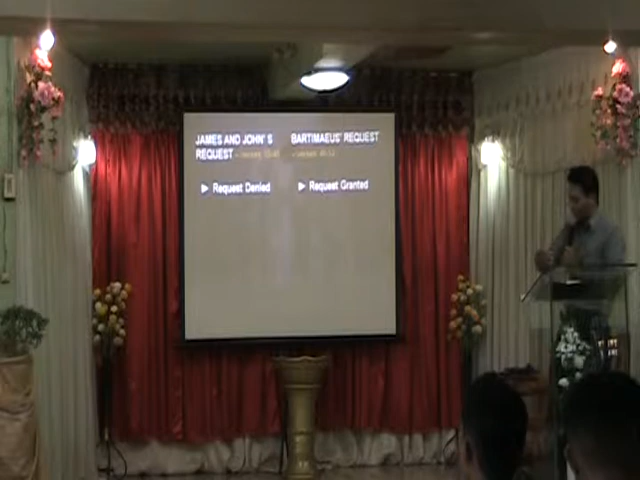 JAMES AND JOHN' S
REQUEST
► Request Denied
BARTIMAEUS' REQUEST
► Request Granted